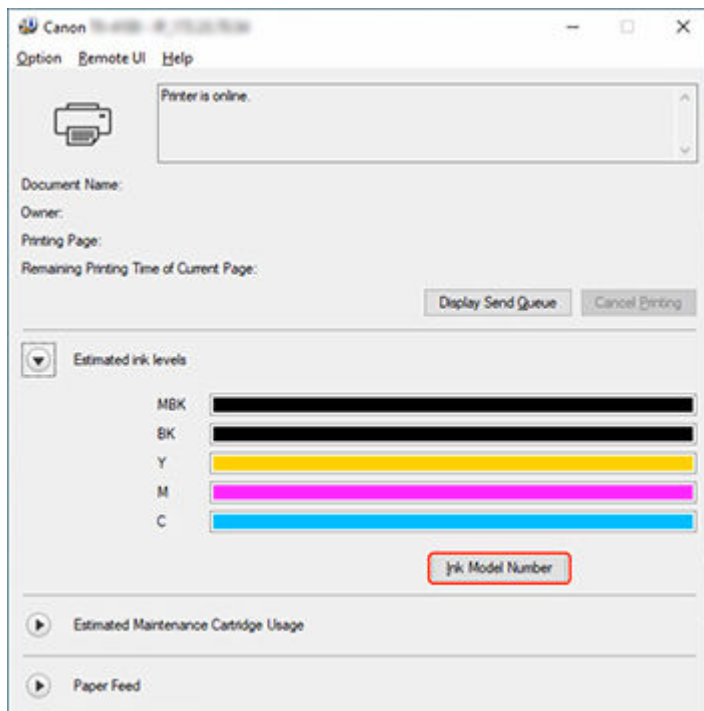 Canon
Option Remote UI Help
Printer is online.
Document Name:
Owner:
Printing Page:
Remaining Printing Time of Current Page:
Display Send Queue Cancel Printing
Estimated ink levels
MBK
BK
Y
M
C
Ink Model Number
Estimated Maintenance Cartridge Usage
Paper Feed